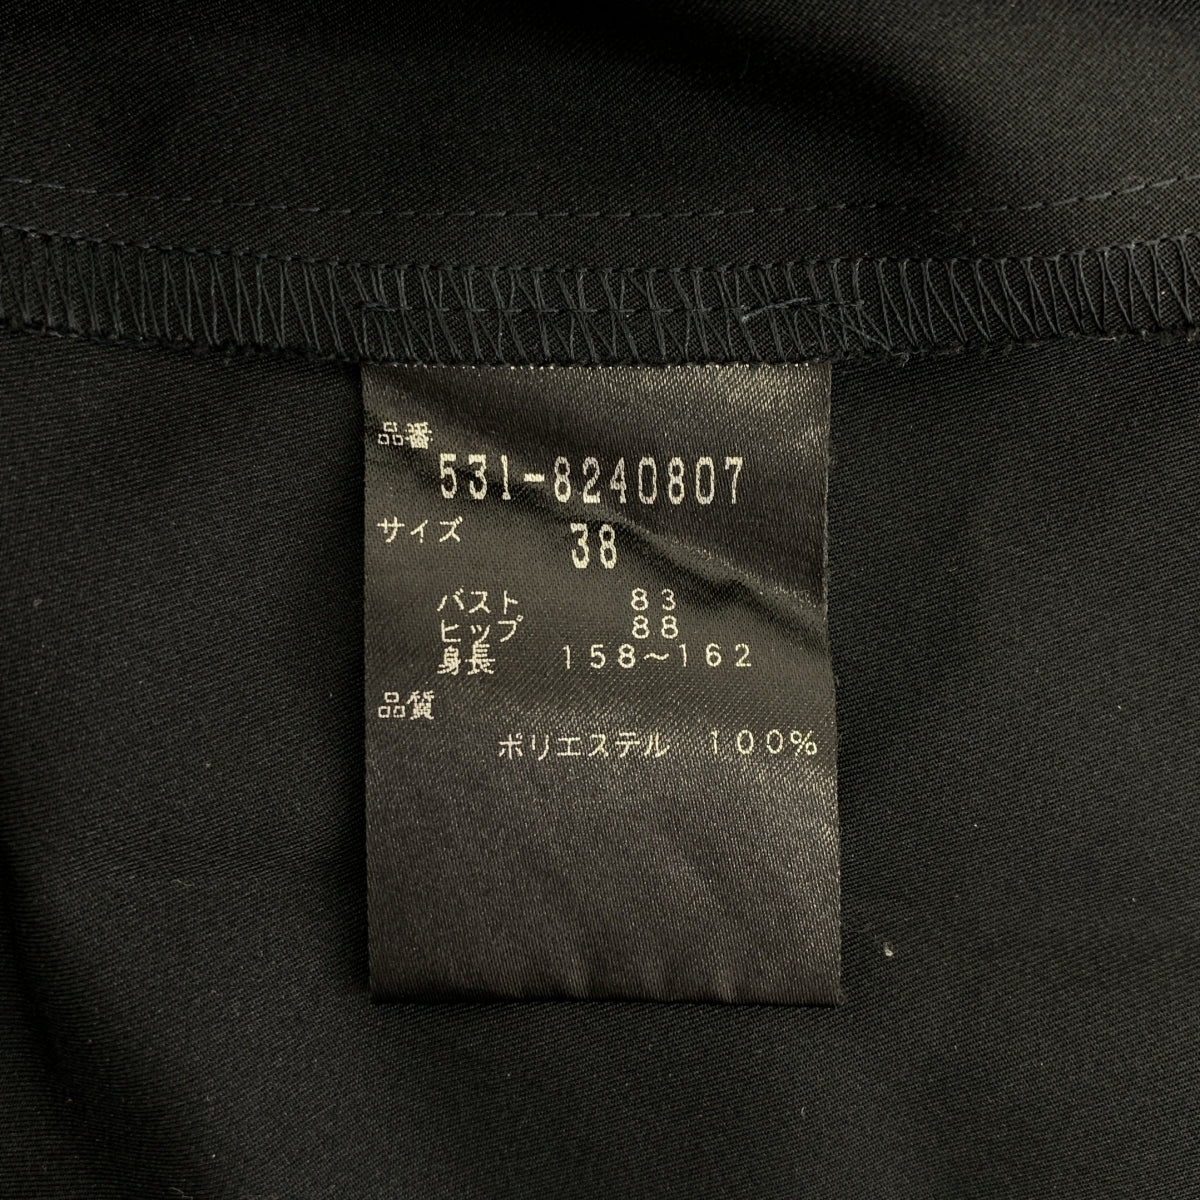 品番
531-8240807
サイズ 38
バスト 83
ヒップ 88
身長 158～162
品質
ポリエステル 100%